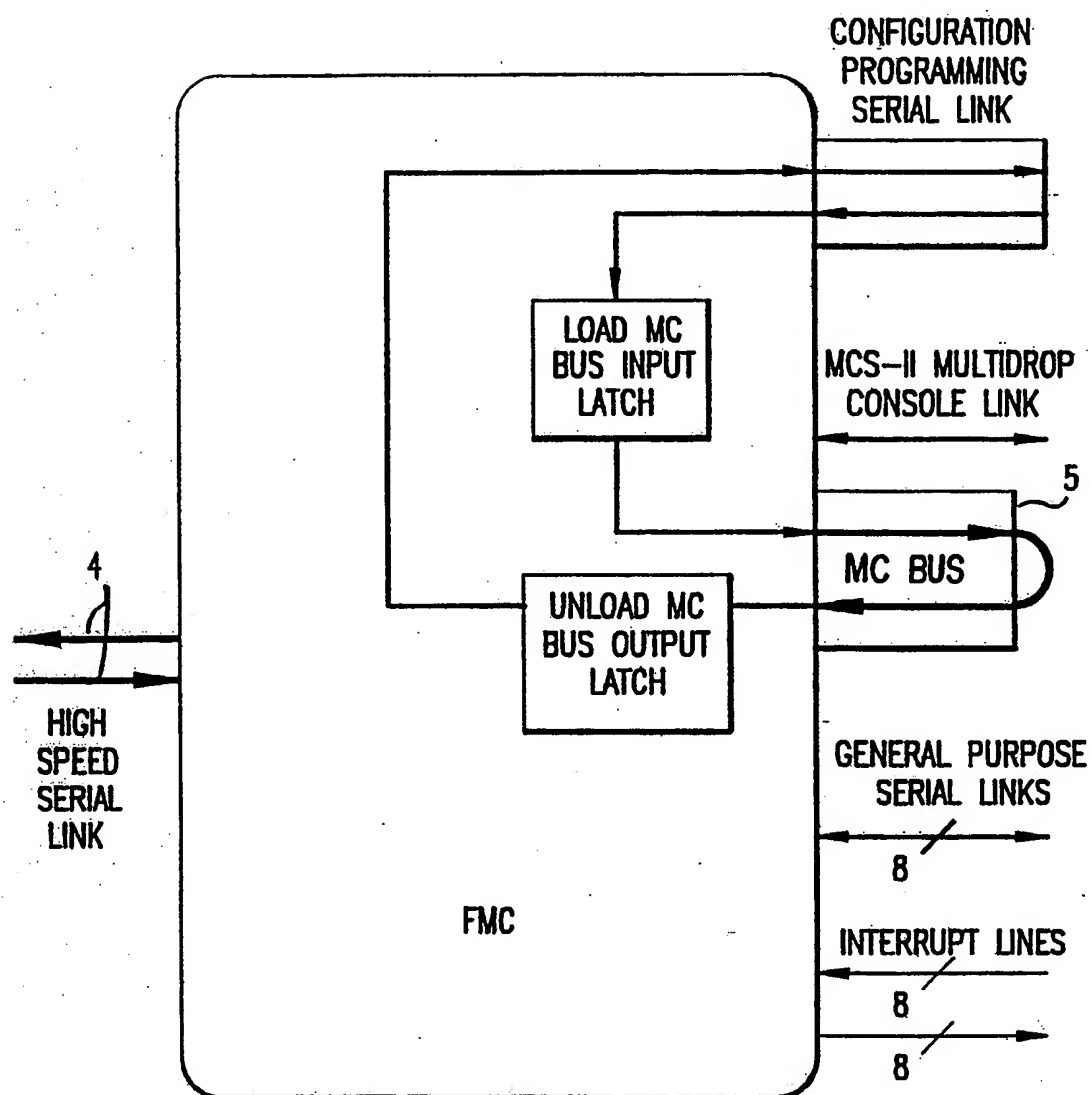 CONFIGURATION
PROGRAMMING
SERIAL LINK
LOAD MC
BUS INPUT
LATCH
MCS-II MULTIDROP
CONSOLE LINK
5
MC BUS
4
UNLOAD MC
BUS OUTPUT
LATCH
HIGH
SPEED
SERIAL
LINK
GENERAL PURPOSE
SERIAL LINKS
8
FMC
INTERRUPT LINES
8
8